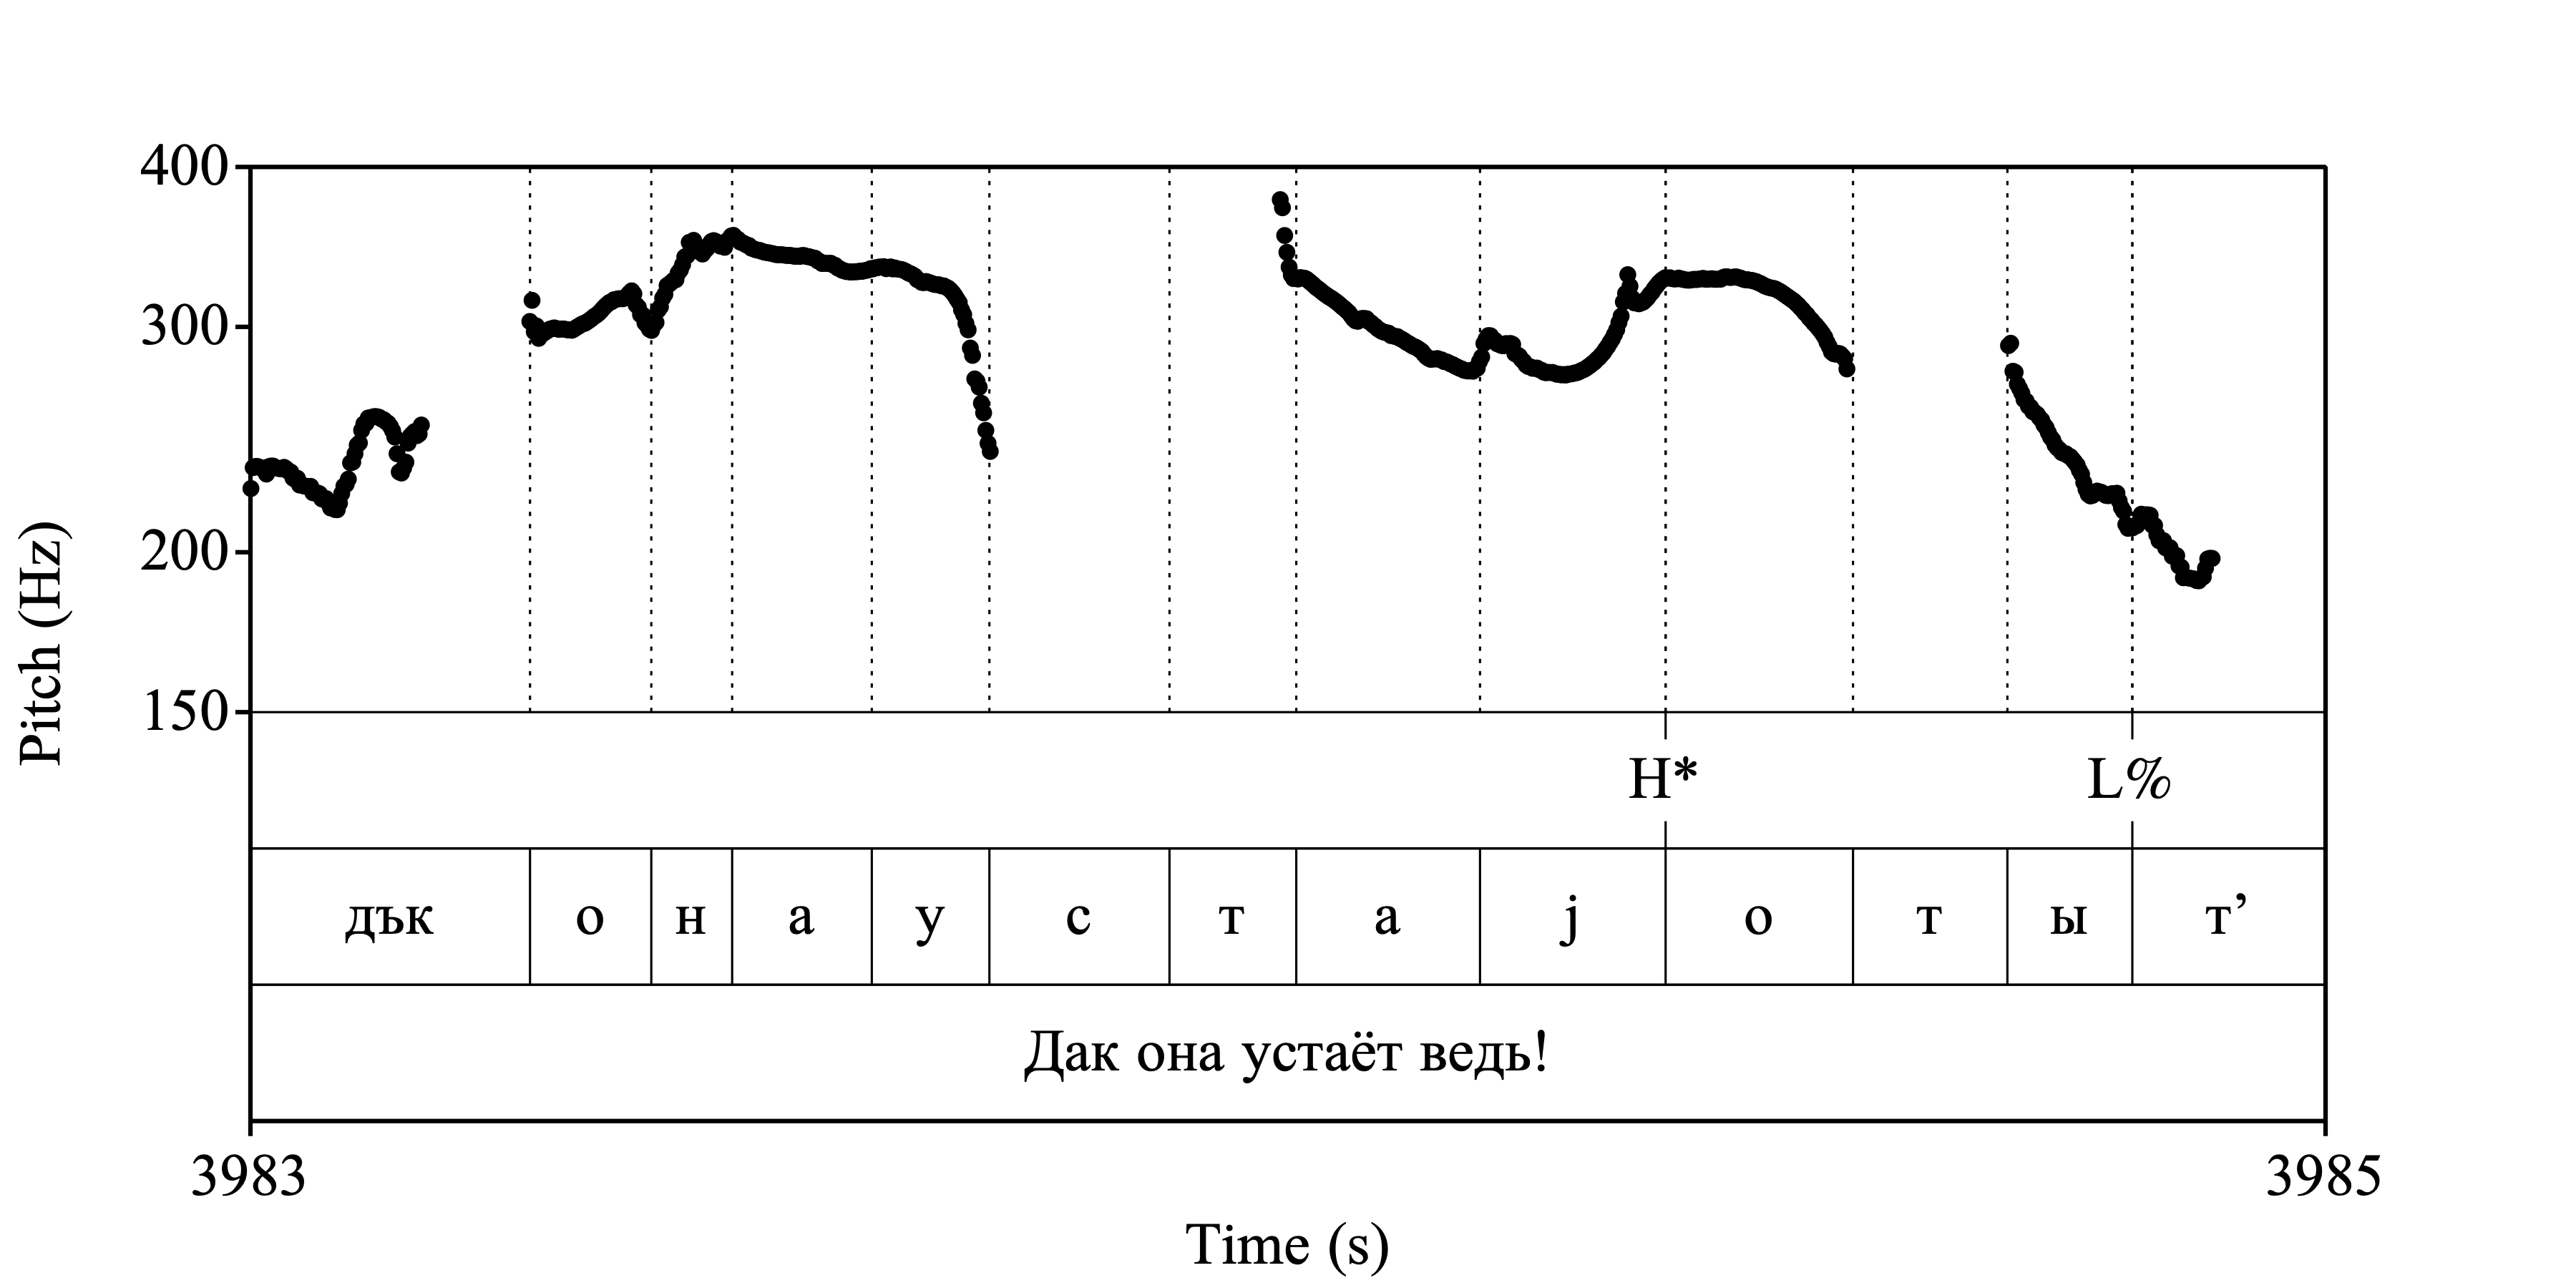 400
300
200
150
Pitch (Hz)
H* L%
дък о н а у с т а j о т ы т’
Дак она устаёт ведь!
3983 3985
Time (s)